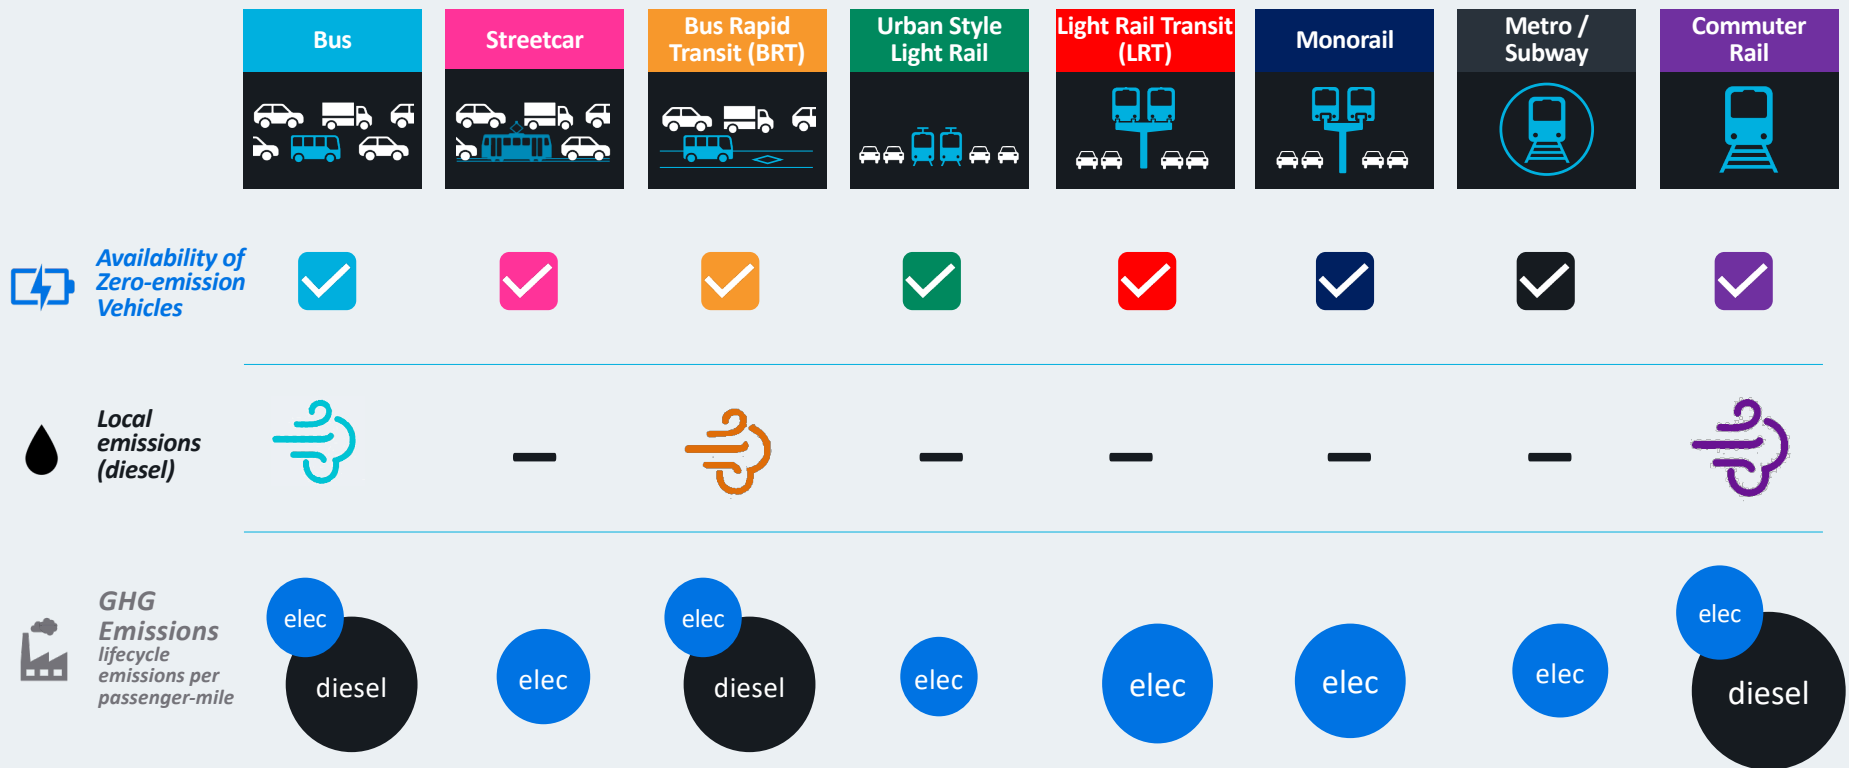 Bus
Streetcar
Bus Rapid
Transit (BRT)
Urban Style
Light Rail
Light Rail Transit
(LRT)
Monorail
Metro /
Subway
Commuter
Rail
Availability of
Zero-emission
Vehicles
Local
emissions
(diesel)
GHG
Emissions
lifecycle
emissions per
passenger-mile
elec
diesel
elec
elec
diesel
elec
elec
elec
elec
elec
diesel